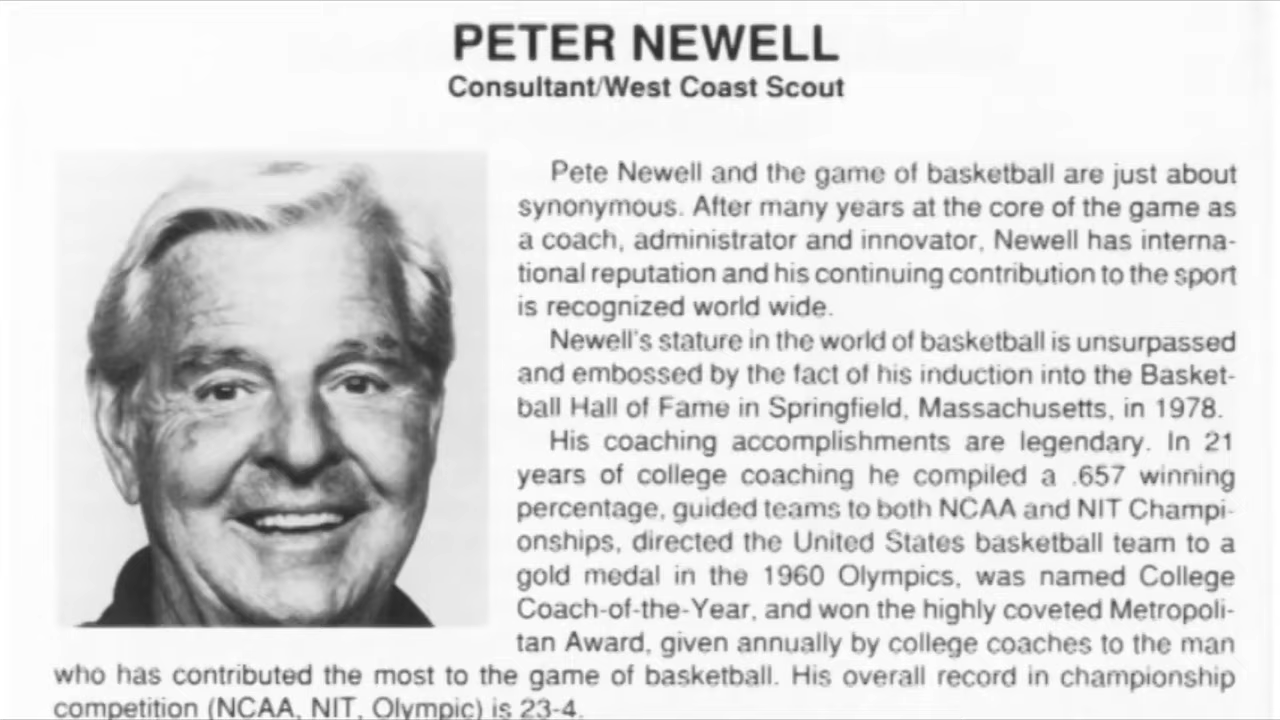 PETER NEWELL
Consultant/West Coast Scout
Pete Newell and the game of basketball are just about
synonymous. After many years at the core of the game as
a coach, administrator and innovator, Newell has interna-
tional reputation and his continuing contribution to the sport
is recognized world wide.
Newell's stature in the world of basketball is unsurpassed
and embossed by the fact of his induction into the Basket-
ball Hall of Fame in Springfield, Massachusetts, in 1978.
His coaching accomplishments are legendary. In 21
years of college coaching he compiled a .657 winning
percentage, guided teams to both NCAA and NIT Champi-
onships, directed the United States basketball team to a
gold medal in the 1960 Olympics, was named College
Coach-of-the-Year, and won the highly coveted Metropoli-
tan Award, given annually by college coaches to the man
who has contributed the most to the game of basketball. His overall record in championship
competition (NCAA, NIT, Olympic) is 23-4.